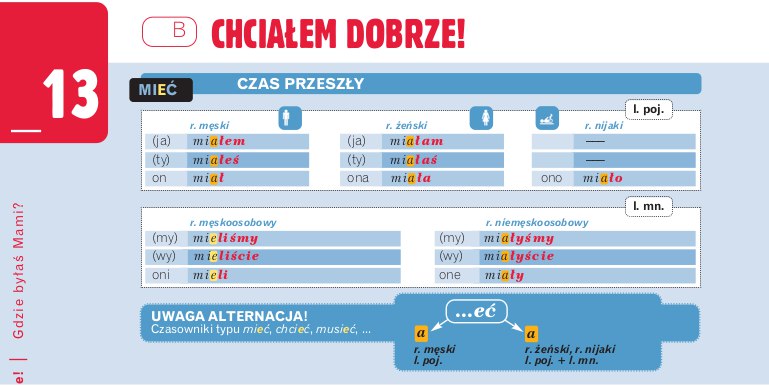 B CHCIAŁEM DOBRZE!
13
MIEĆ CZAS PRZESZŁY
l. poj.
r. męski r. żeński r. nijaki
(ja) miałem (ja) miałam —
(ty) miałeś (ty) miałaś —
on miał ona miała ono miało
l. mn.
r. męskoosobowy r. niemęskoosobowy
(my) mieliśmy (my) miałyśmy
(wy) mieliście (wy) miałyście
oni mieli one miały
UWAGA ALTERNACJA!
Czasowniki typu mieć, chcieć, musieć, ...
...eć
a a
r. męski r. żeński, r. nijaki
l. poj. l. poj. + l. mn.
e! | Gdzie byłaś Mami?